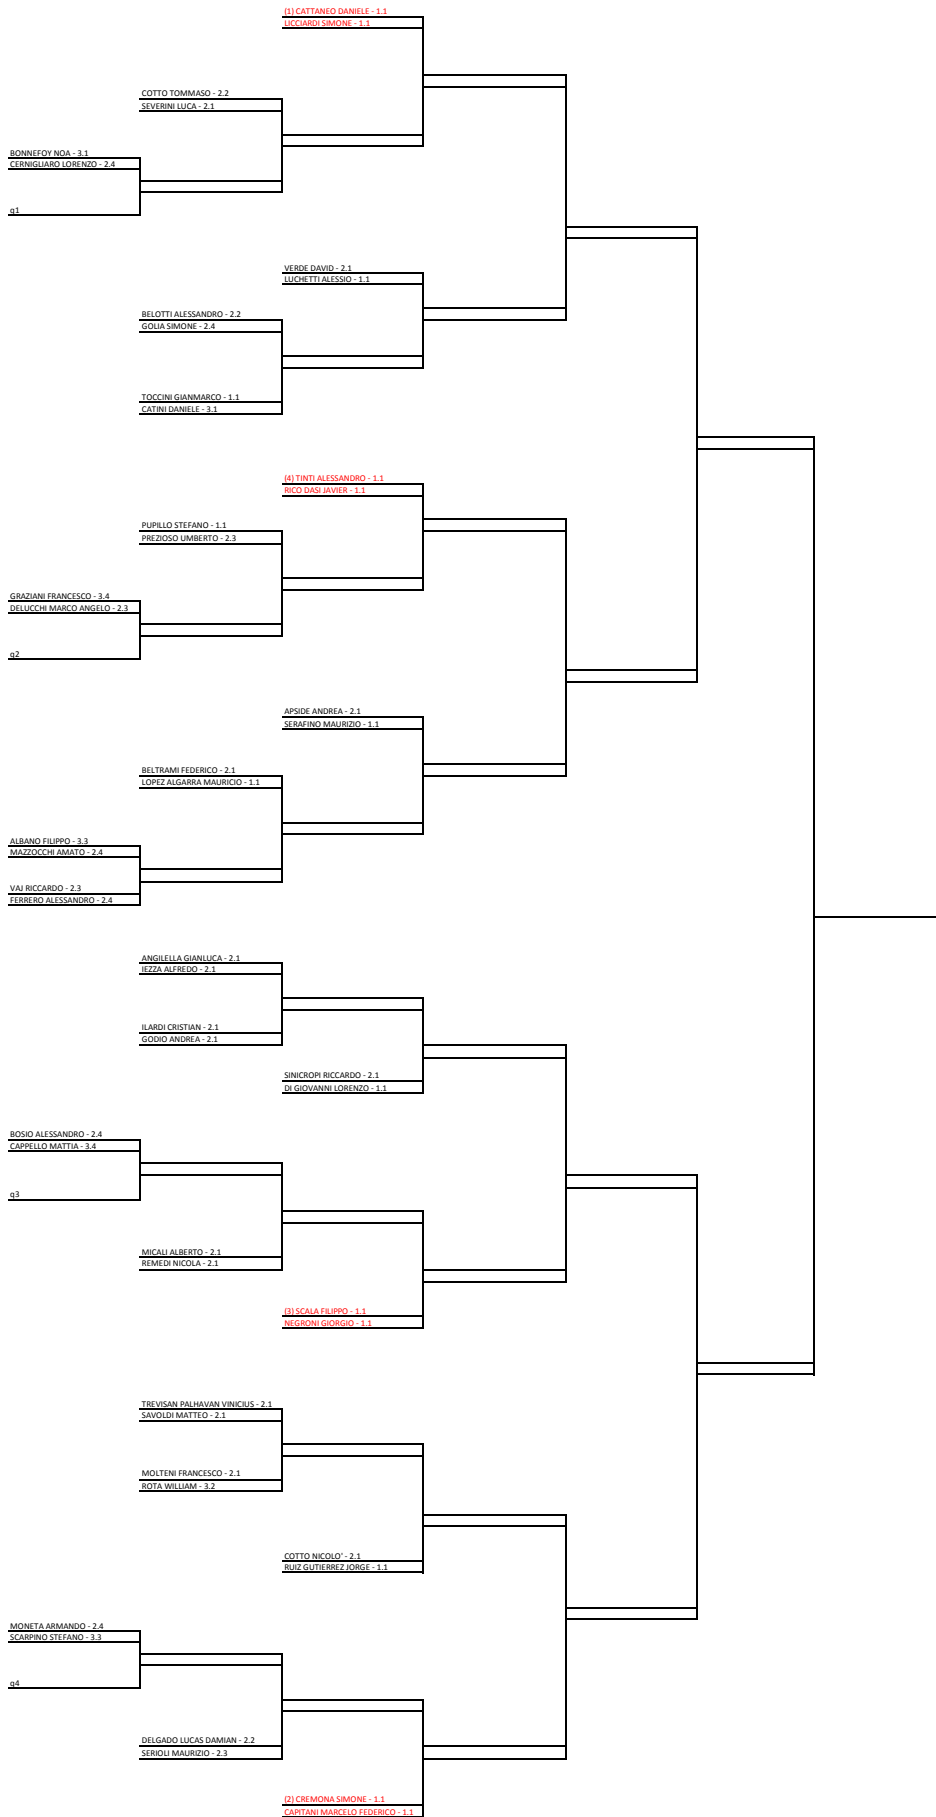 (1) CATTANEO DANIELE - 1.1
LICCIARDI SIMONE - 1.1
COTTO TOMMASO - 2.2
SEVERINI LUCA - 2.1
BONNEFOY NOA - 3.1
CERNIGLIARO LORENZO - 2.4
q1
VERDE DAVID - 2.1
LUCHETTI ALESSIO - 1.1
BELOTTI ALESSANDRO - 2.2
GOLIA SIMONE - 2.4
TOCCINI GIANMARCO - 1.1
CATINI DANIELE - 3.1
(4) TINTI ALESSANDRO - 1.1
RICO DASI JAVIER - 1.1
PUPILLO STEFANO - 1.1
PREZIOSO UMBERTO - 2.3
GRAZIANI FRANCESCO - 3.4
DELUCCHI MARCO ANGELO - 2.3
q2
APSIDE ANDREA - 2.1
SERAFINO MAURIZIO - 1.1
BELTRAMI FEDERICO - 2.1
LOPEZ ALGARRA MAURICIO - 1.1
ALBANO FILIPPO - 3.3
MAZZOCCHI AMATO - 2.4
VAJ RICCARDO - 2.3
FERRERO ALESSANDRO - 2.4
ANGILELLA GIANLUCA - 2.1
IEZZA ALFREDO - 2.1
ILARDI CRISTIAN - 2.1
GODIO ANDREA - 2.1
SINICROPI RICCARDO - 2.1
DI GIOVANNI LORENZO - 1.1
BOSIO ALESSANDRO - 2.4
CAPPELLO MATTIA - 3.4
q3
MICALI ALBERTO - 2.1
REMEDI NICOLA - 2.1
(3) SCALA FILIPPO - 1.1
NEGRONI GIORGIO - 1.1
TREVISAN PALHAVAN VINICIUS - 2.1
SAVOLDI MATTEO - 2.1
MOLTENI FRANCESCO - 2.1
ROTA WILLIAM - 3.2
COTTO NICOLO' - 2.1
RUIZ GUTIERREZ JORGE - 1.1
MONETA ARMANDO - 2.4
SCARPINO STEFANO - 3.3
q4
DELGADO LUCAS DAMIAN - 2.2
SERIOLI MAURIZIO - 2.3
(2) CREMONA SIMONE - 1.1
CAPITANI MARCELO FEDERICO - 1.1